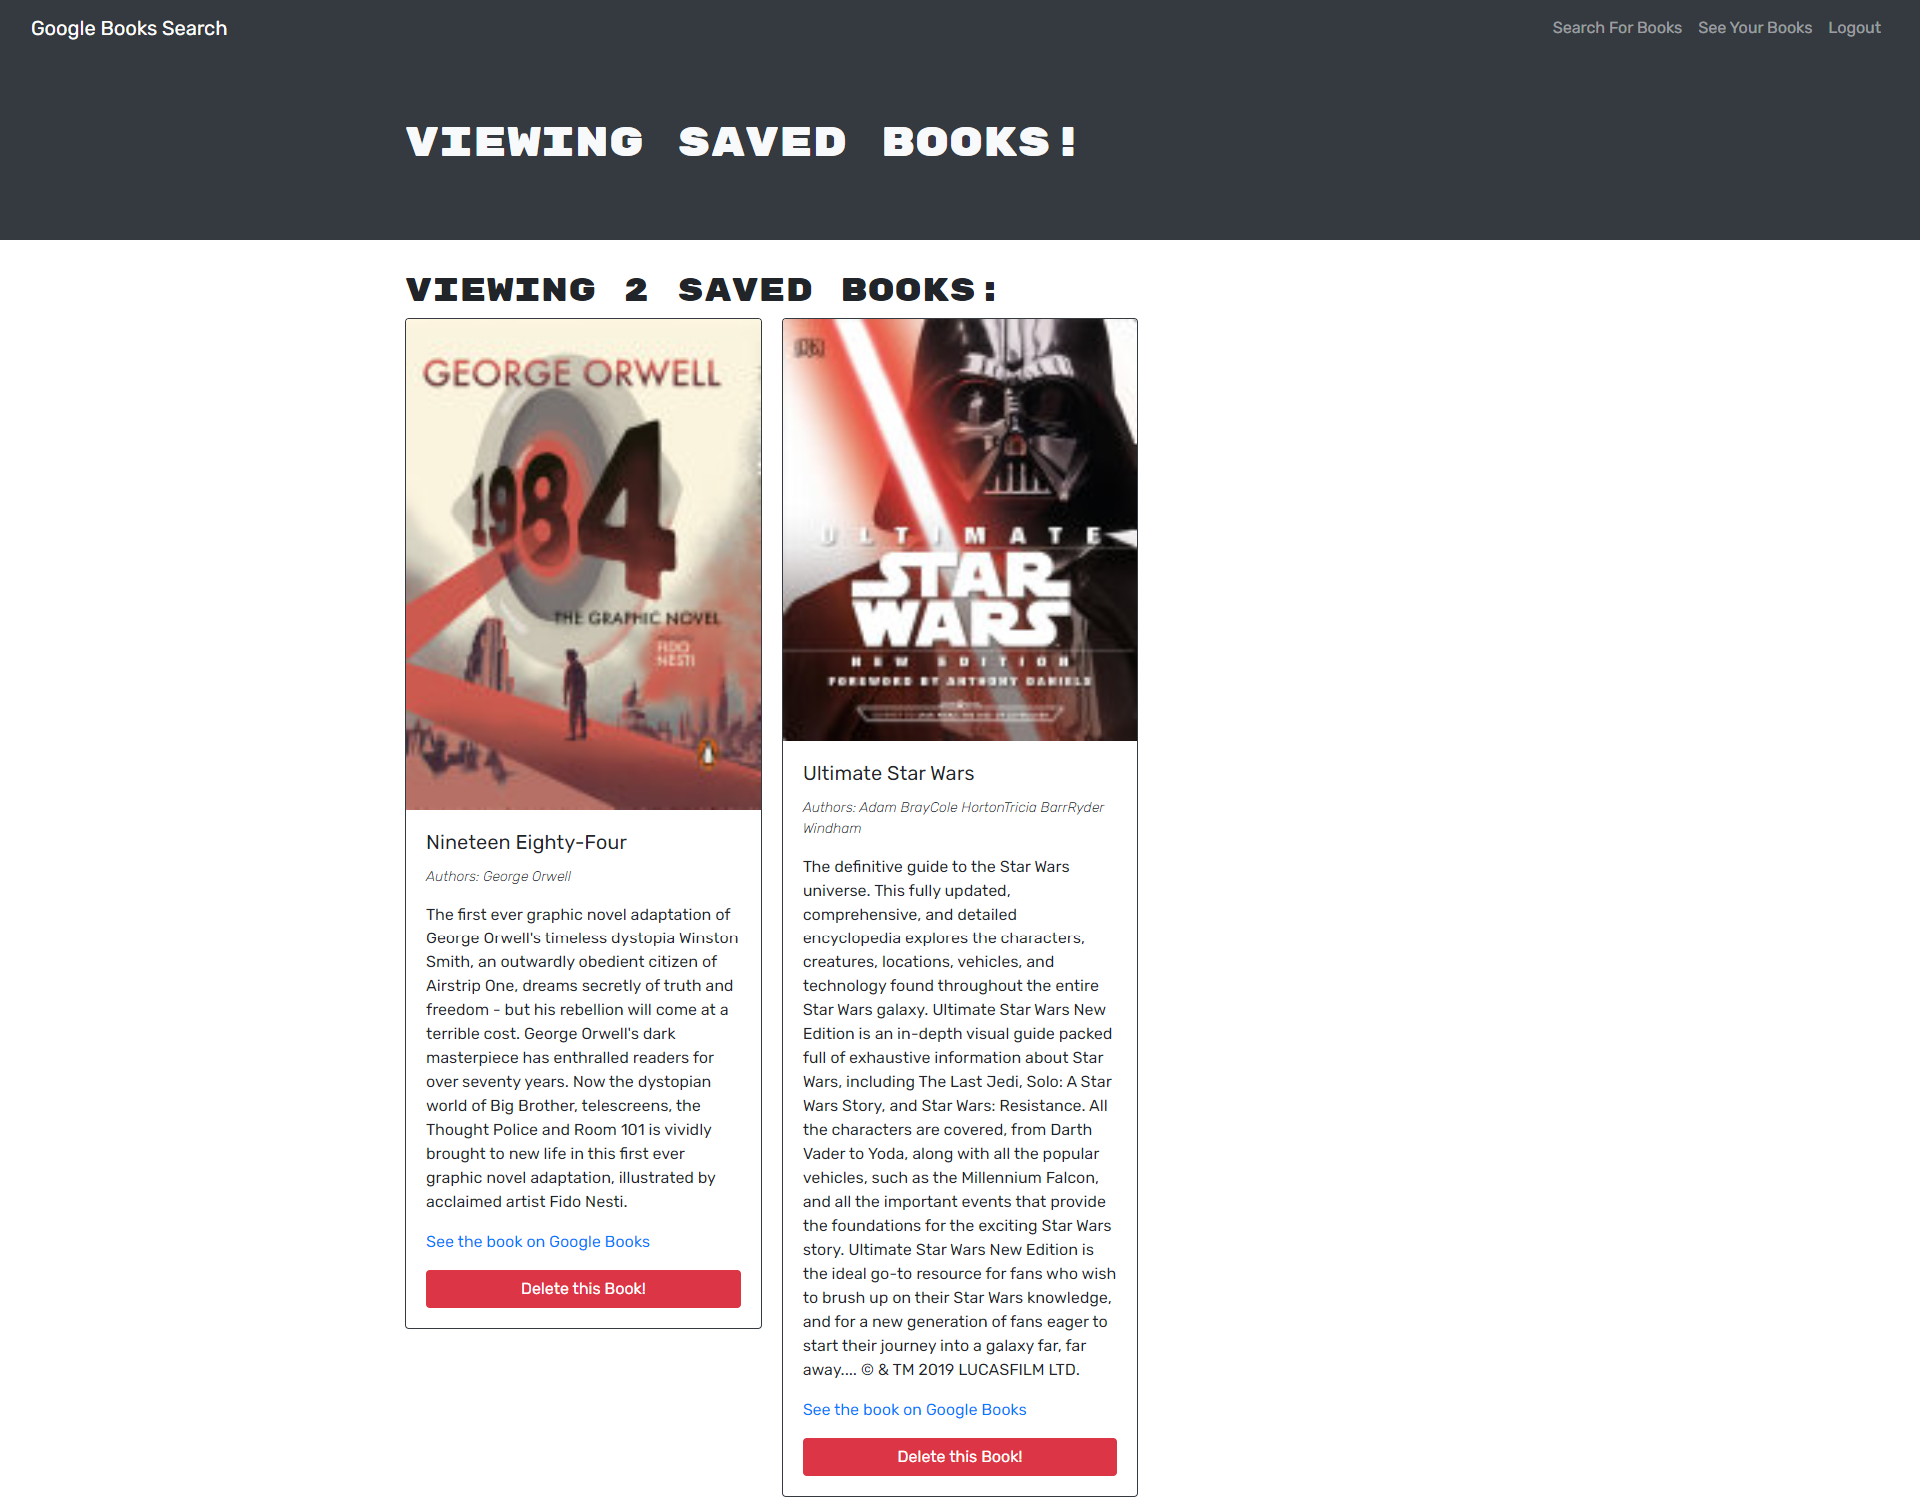 Google Books Search
Search For Books See Your Books Logout
VIEWING SAVED BOOKS!
VIEWING 2 SAVED BOOKS:
GEORGE ORWELL
1984
THE GRAPHIC NOVEL
FIDO
NESTI
Nineteen Eighty-Four
Authors: George Orwell
The first ever graphic novel adaptation of
George Orwell's timeless dystopia Winston
Smith, an outwardly obedient citizen of
Airstrip One, dreams secretly of truth and
freedom - but his rebellion will come at a
terrible cost. George Orwell's dark
masterpiece has enthralled readers for
over seventy years. Now the dystopian
world of Big Brother, telescreens, the
Thought Police and Room 101 is vividly
brought to new life in this first ever
graphic novel adaptation, illustrated by
acclaimed artist Fido Nesti.
See the book on Google Books
Delete this Book!
DK
ULTIMATE
STAR
WARS
NEW EDITION
FOREWORD BY ANTHONY DANIELS
Ultimate Star Wars
Authors: Adam BrayCole HortonTricia BarrRyder
Windham
The definitive guide to the Star Wars
universe. This fully updated,
comprehensive, and detailed
encyclopedia explores the characters,
creatures, locations, vehicles, and
technology found throughout the entire
Star Wars galaxy. Ultimate Star Wars New
Edition is an in-depth visual guide packed
full of exhaustive information about Star
Wars, including The Last Jedi, Solo: A Star
Wars Story, and Star Wars: Resistance. All
the characters are covered, from Darth
Vader to Yoda, along with all the popular
vehicles, such as the Millennium Falcon,
and all the important events that provide
the foundations for the exciting Star Wars
story. Ultimate Star Wars New Edition is
the ideal go-to resource for fans who wish
to brush up on their Star Wars knowledge,
and for a new generation of fans eager to
start their journey into a galaxy far, far
away.... © & TM 2019 LUCASFILM LTD.
See the book on Google Books
Delete this Book!